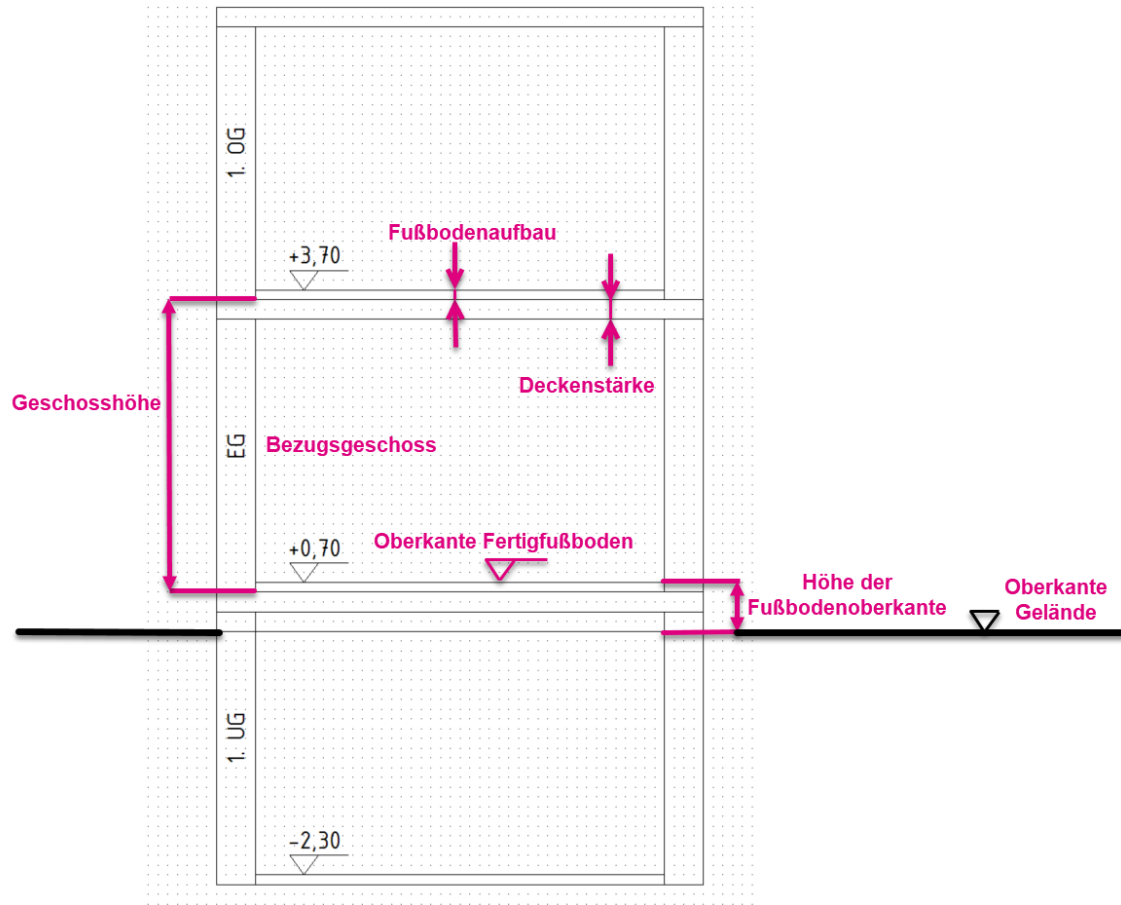 1. OG
Fußbodenaufbau
+3,70
Deckenstärke
Geschosshöhe
EG
Bezugsgeschoss
+0,70
Oberkante Fertigfußboden
Höhe der
Fußbodenoberkante
Oberkante
Gelände
1. UG
-2,30